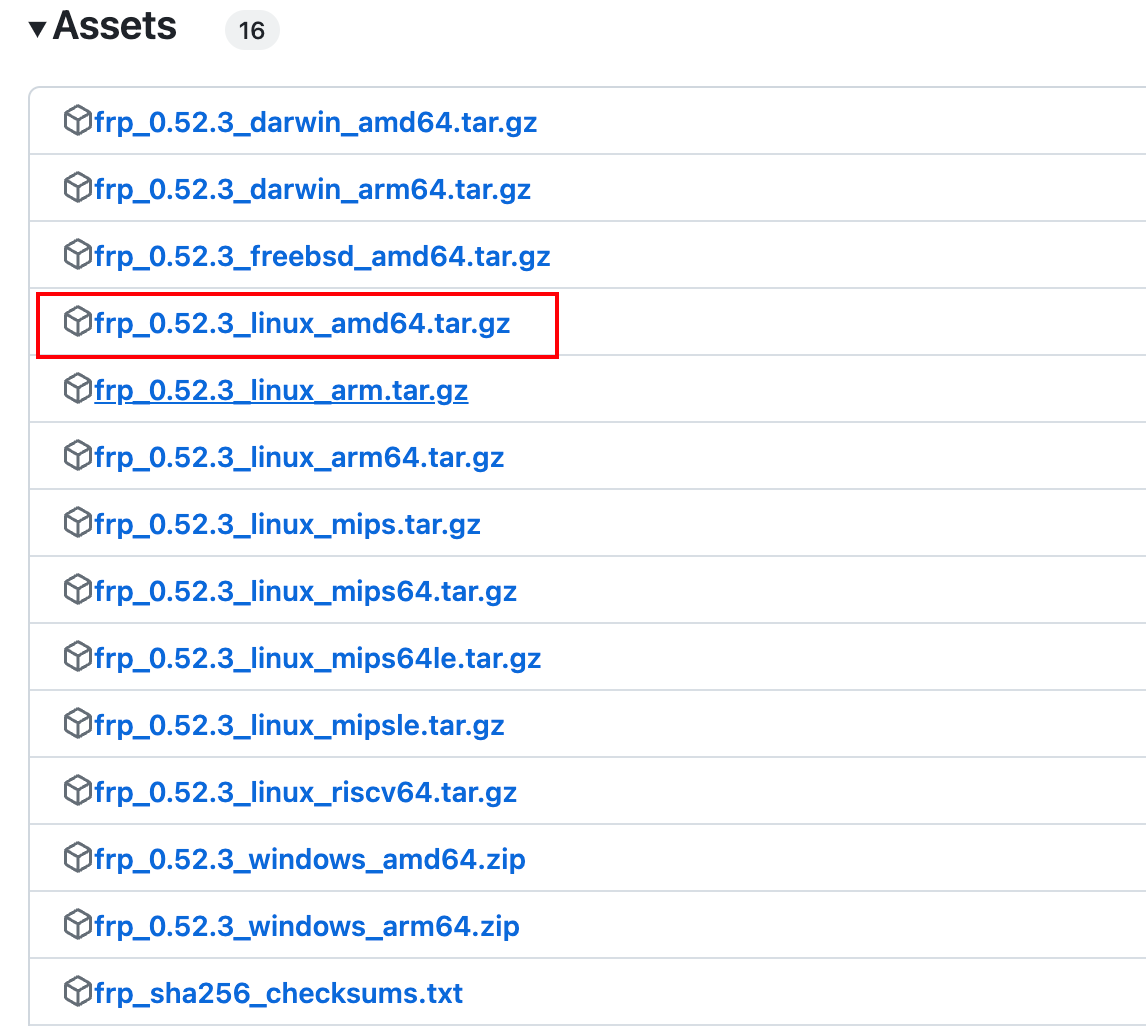 Assets 16
frp_0.52.3_darwin_amd64.tar.gz
frp_0.52.3_darwin_arm64.tar.gz
frp_0.52.3_freebsd_amd64.tar.gz
frp_0.52.3_linux_amd64.tar.gz
frp_0.52.3_linux_arm.tar.gz
frp_0.52.3_linux_arm64.tar.gz
frp_0.52.3_linux_mips.tar.gz
frp_0.52.3_linux_mips64.tar.gz
frp_0.52.3_linux_mips64le.tar.gz
frp_0.52.3_linux_mipsle.tar.gz
frp_0.52.3_linux_riscv64.tar.gz
frp_0.52.3_windows_amd64.zip
frp_0.52.3_windows_arm64.zip
frp_sha256_checksums.txt